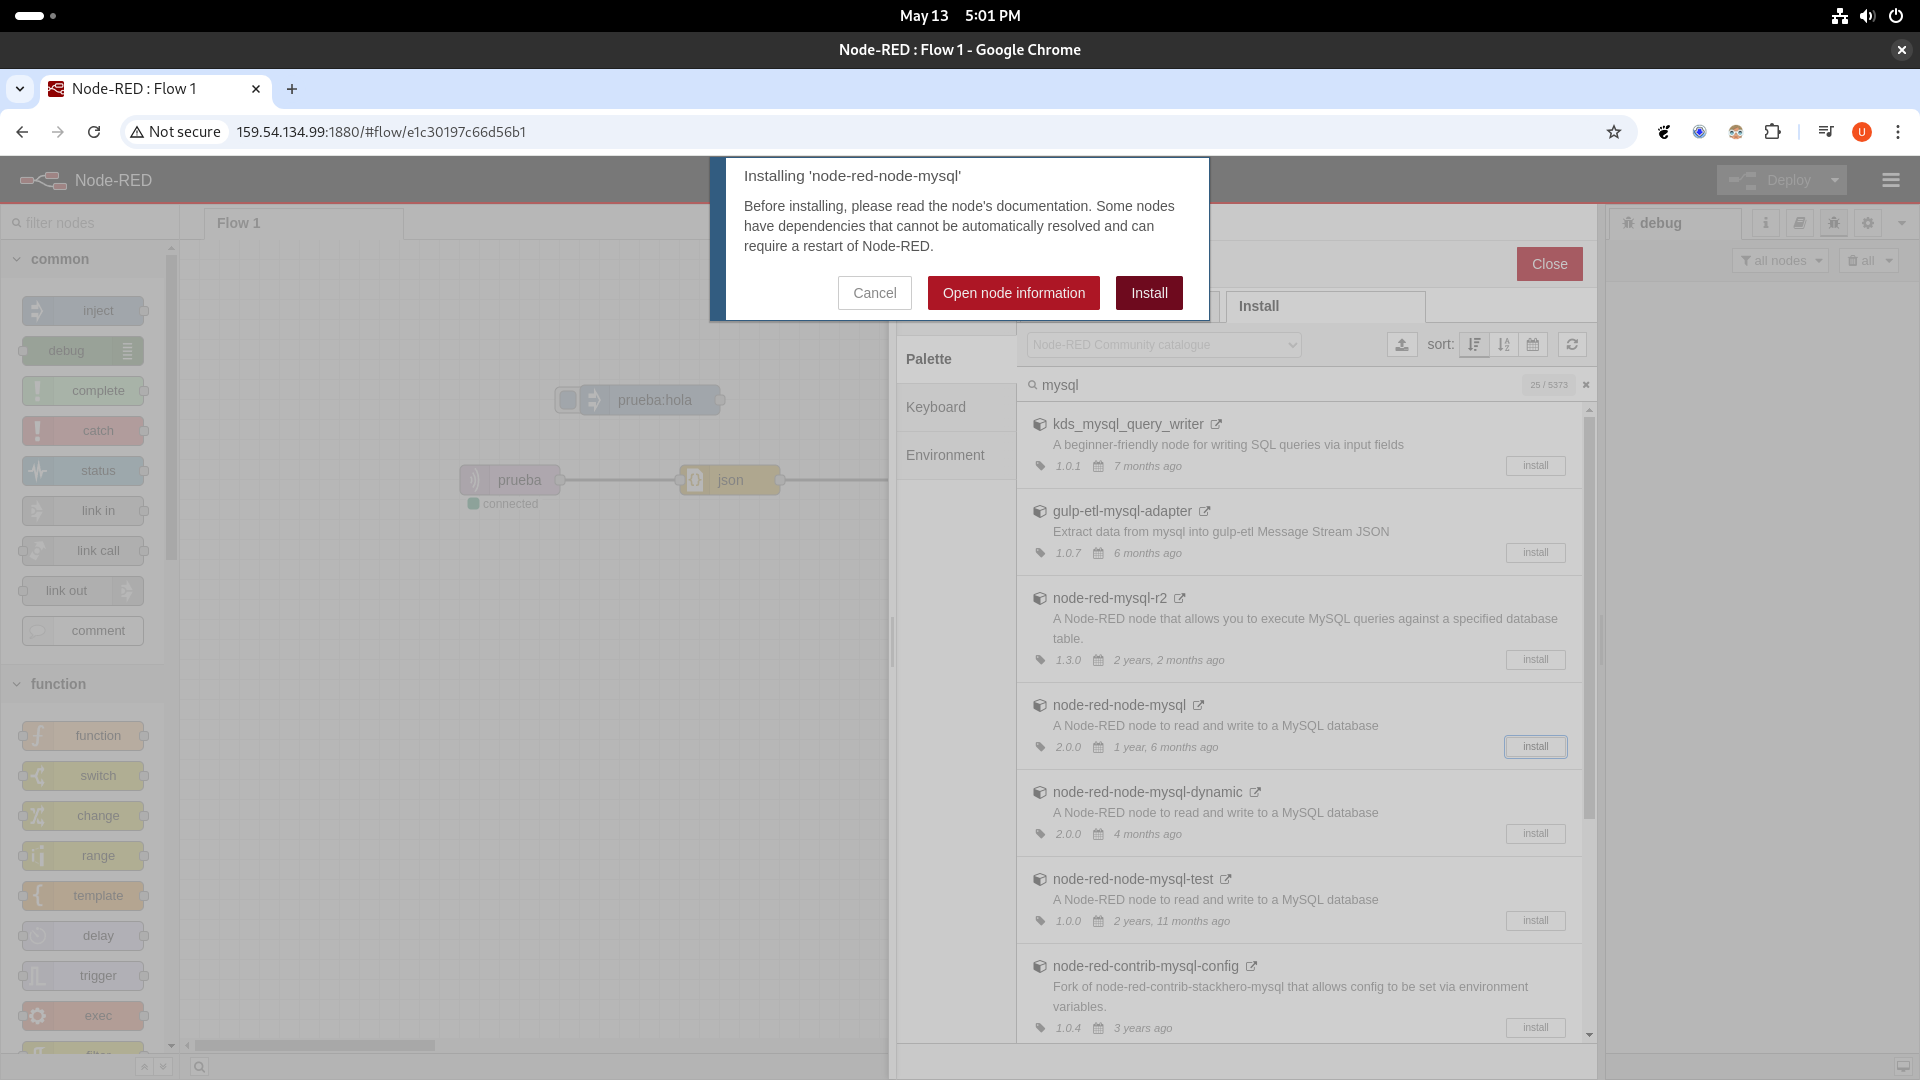 May 13 5:01 PM
Node-RED : Flow 1 - Google Chrome
Node-RED : Flow 1
Not secure 159.54.134.99:1880/#flow/e1c30197c66d56b1
U
Node-RED
Deploy
Installing 'node-red-node-mysql'
Before installing, please read the node's documentation. Some nodes
have dependencies that cannot be automatically resolved and can
require a restart of Node-RED.
Cancel
Open node information
Install
filter nodes
Flow 1
debug
all nodes
all
Close
Install
common
inject
debug
complete
catch
status
link in
link call
link out
comment
function
function
switch
change
range
template
delay
trigger
exec
prueba:hola
prueba
connected
json
Palette
Keyboard
Environment
Node-RED Community catalogue
sort:
mysql
25 / 5373
kds_mysql_query_writer
A beginner-friendly node for writing SQL queries via input fields
1.0.1 7 months ago
install
gulp-etl-mysql-adapter
Extract data from mysql into gulp-etl Message Stream JSON
1.0.7 6 months ago
install
node-red-mysql-r2
A Node-RED node that allows you to execute MySQL queries against a specified database
table.
1.3.0 2 years, 2 months ago
install
node-red-node-mysql
A Node-RED node to read and write to a MySQL database
2.0.0 1 year, 6 months ago
install
node-red-node-mysql-dynamic
A Node-RED node to read and write to a MySQL database
2.0.0 4 months ago
install
node-red-node-mysql-test
A Node-RED node to read and write to a MySQL database
1.0.0 2 years, 11 months ago
install
node-red-contrib-mysql-config
Fork of node-red-contrib-stackhero-mysql that allows config to be set via environment
variables.
1.0.4 3 years ago
install